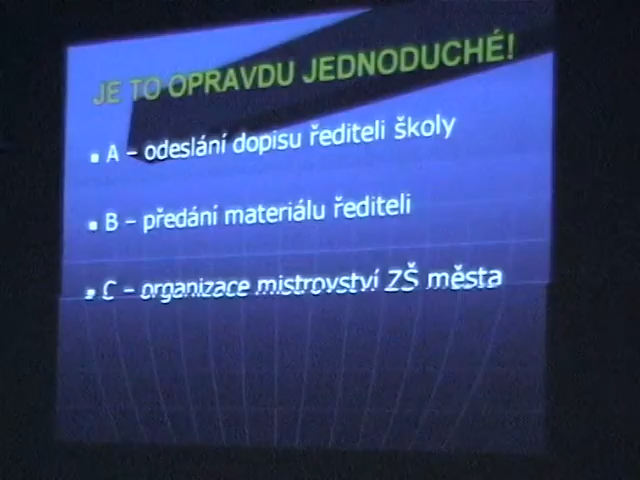 JE TO OPRAVDU JEDNODUCHÉ!
▪ A – odeslání dopisu řediteli školy
▪ B – předání materiálu řediteli
▪ C – organizace mistrovství ZŠ města